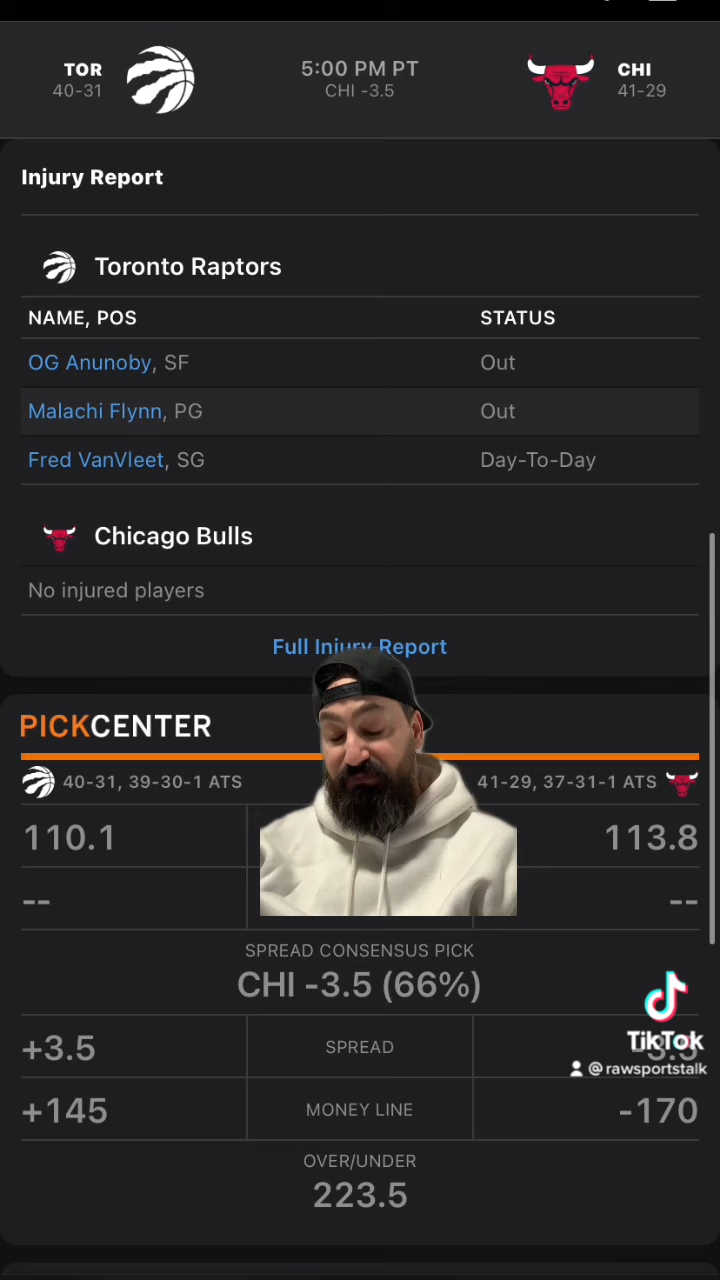 TOR
40-31
5:00 PM PT
CHI -3.5
CHI
41-29
Injury Report
Toronto Raptors
NAME, POS STATUS
OG Anunoby, SF Out
Malachi Flynn, PG Out
Fred VanVleet, SG Day-To-Day
Chicago Bulls
No injured players
Full Injury Report
PICKCENTER
40-31, 39-30-1 ATS 41-29, 37-31-1 ATS
110.1 113.8
-- --
SPREAD CONSENSUS PICK
CHI -3.5 (66%)
+3.5 SPREAD -3.5
TikTok
@rawsportstalk
+145 MONEY LINE -170
OVER/UNDER
223.5